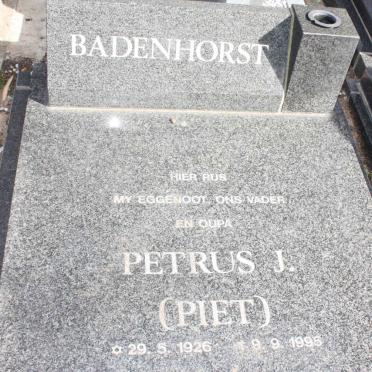 BADENHORST
HIER RUS
MY EGGENOOT, ONS VADER
EN OUPA
PETRUS J.
(PIET)
✡ 29. 5. 1926 ✝ 9. 9. 1995